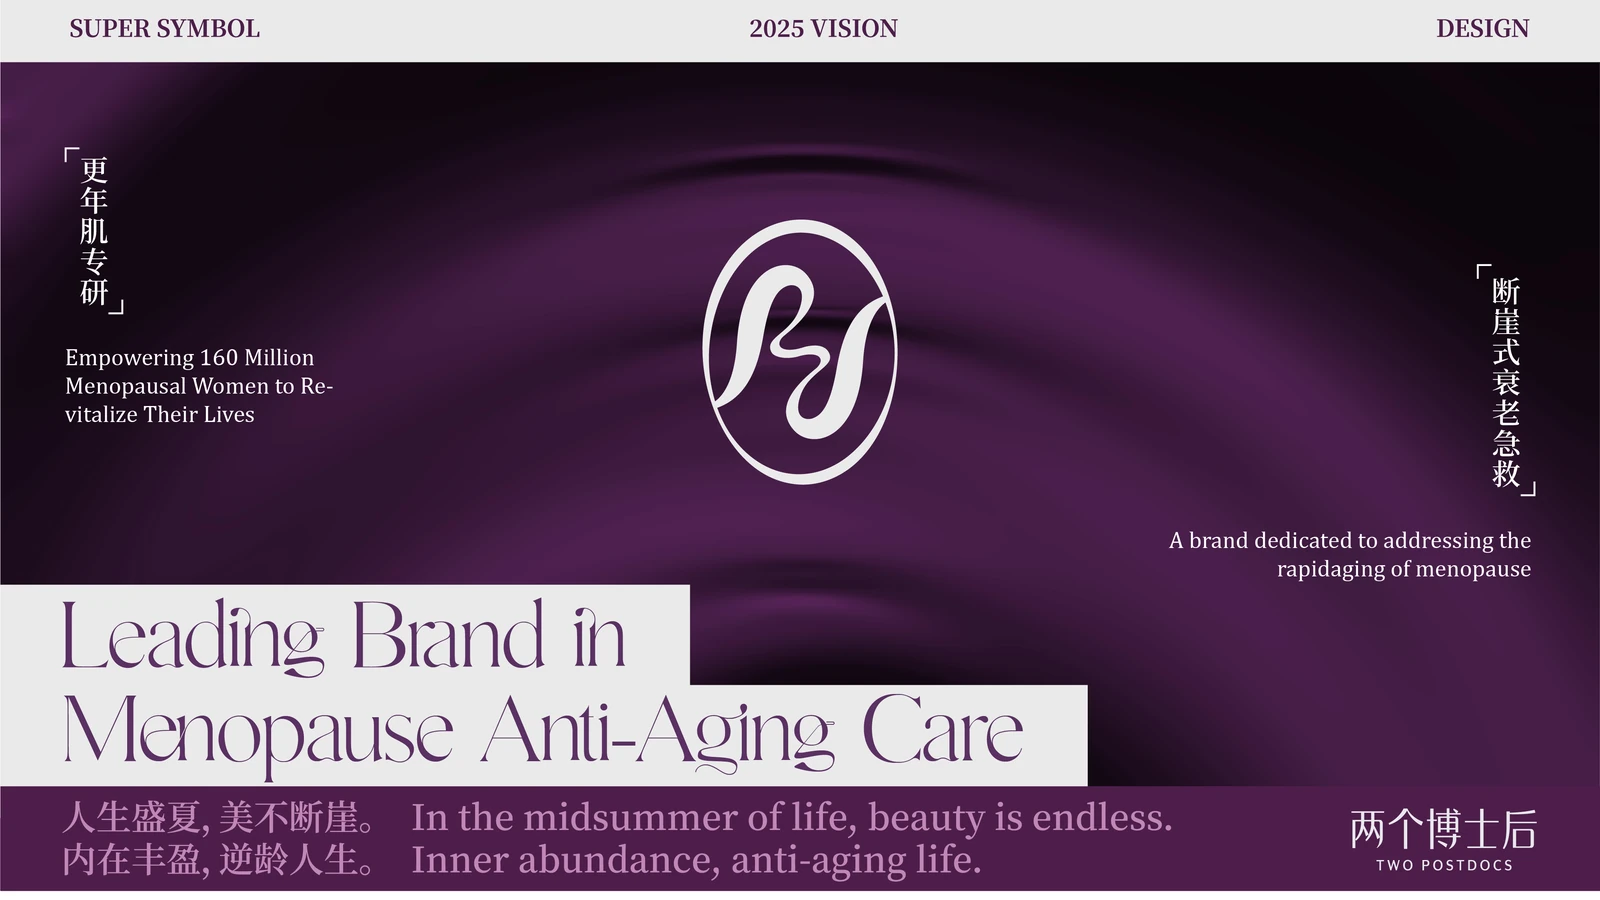 SUPER SYMBOL
2025 VISION
DESIGN
「更年肌专研」
Empowering 160 Million
Menopausal Women to Re-
vitalize Their Lives
「断崖式衰老急救」
A brand dedicated to addressing the
rapidaging of menopause
Leading Brand in
Menopause Anti-Aging Care
人生盛夏, 美不断崖。
In the midsummer of life, beauty is endless.
内在丰盈, 逆龄人生。
Inner abundance, anti-aging life.
两个博士后
TWO POSTDOCS